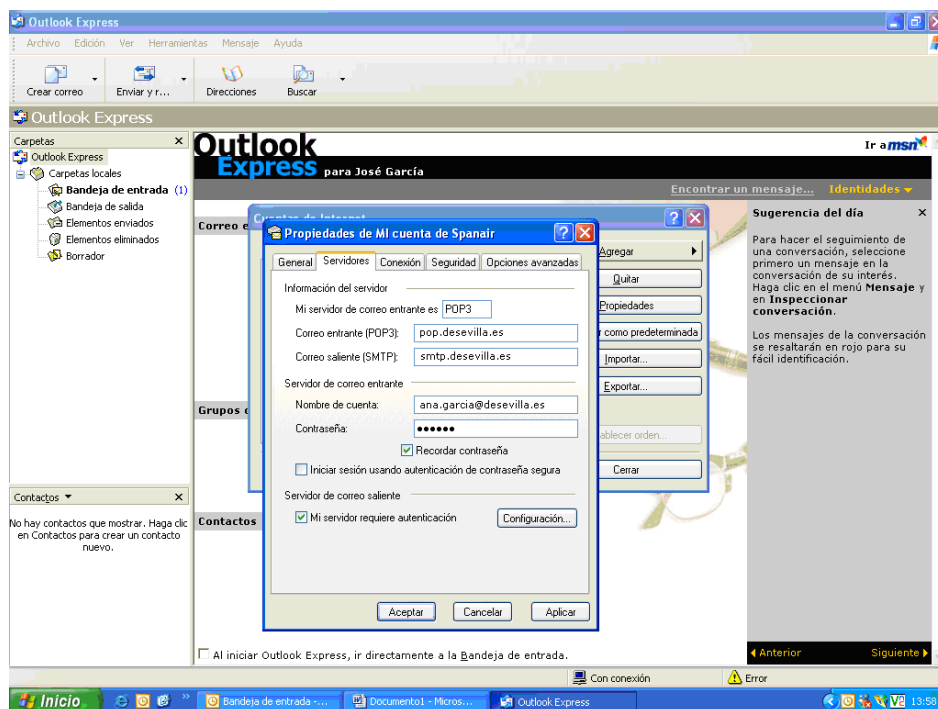 Outlook Express
Archivo Edición Ver Herramientas Mensaje Ayuda
Crear correo Enviar y r... Direcciones Buscar
Outlook Express
Carpetas
Outlook Express
Carpetas locales
Bandeja de entrada (1)
Bandeja de salida
Elementos enviados
Elementos eliminados
Borrador
Contactos
No hay contactos que mostrar. Haga clic
en Contactos para crear un contacto
nuevo.
Outlook
Express para José García
Ir a msn
Encontrar un mensaje... Identidades
Correo e
Grupos
Contactos
Cuentas de Internet
Agregar
Quitar
Propiedades
r como predeterminada
Importar...
Exportar...
ablecer orden...
Cerrar
Propiedades de MI cuenta de Spanair
General Servidores Conexión Seguridad Opciones avanzadas
Información del servidor
Mi servidor de correo entrante es POP3
Correo entrante (POP3): pop.desevilla.es
Correo saliente (SMTP): smtp.desevilla.es
Servidor de correo entrante
Nombre de cuenta: ana.garcia@desevilla.es
Contraseña: ●●●●●●
Recordar contraseña
Iniciar sesión usando autenticación de contraseña segura
Servidor de correo saliente
Mi servidor requiere autenticación Configuración...
Aceptar Cancelar Aplicar
Sugerencia del día
Para hacer el seguimiento de
una conversación, seleccione
primero un mensaje en la
conversación de su interés.
Haga clic en el menú Mensaje y
en Inspeccionar
conversación.
Los mensajes de la conversación
se resaltarán en rojo para su
fácil identificación.
Anterior Siguiente
Al iniciar Outlook Express, ir directamente a la Bandeja de entrada.
Con conexión Error
Inicio Bandeja de entrada -... Documento1 - Micros... Outlook Express V2 13:58